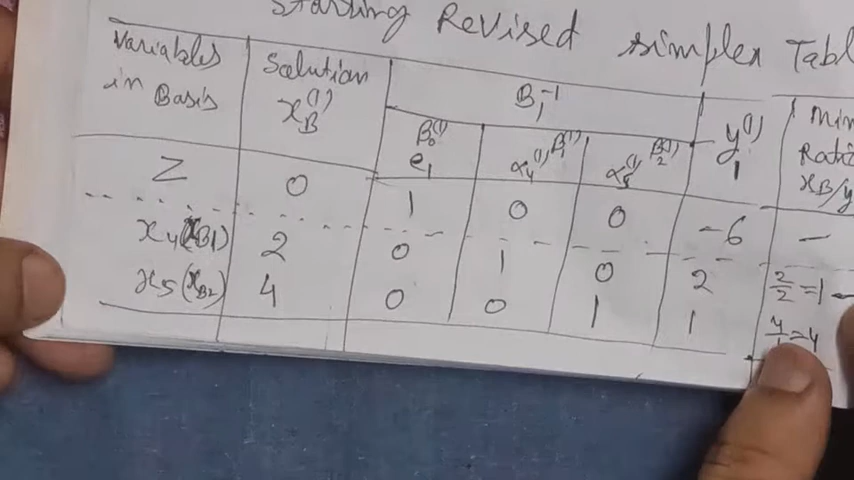 Starting Revised simplex Tabl
Variables in Basis | Solution x_B^(1) | B_1^-1 | y_1^(1) | Min Ratio x_B/y
β_0^(1) e_1 | α_4^(1) β_1^(1) | α_5^(1) β_2^(1)
Z 0 1 0 0 -6 —
x_4(x_B1) 2 0 1 0 2 2/2=1
x_5(x_B2) 4 0 0 1 1 4/1=4